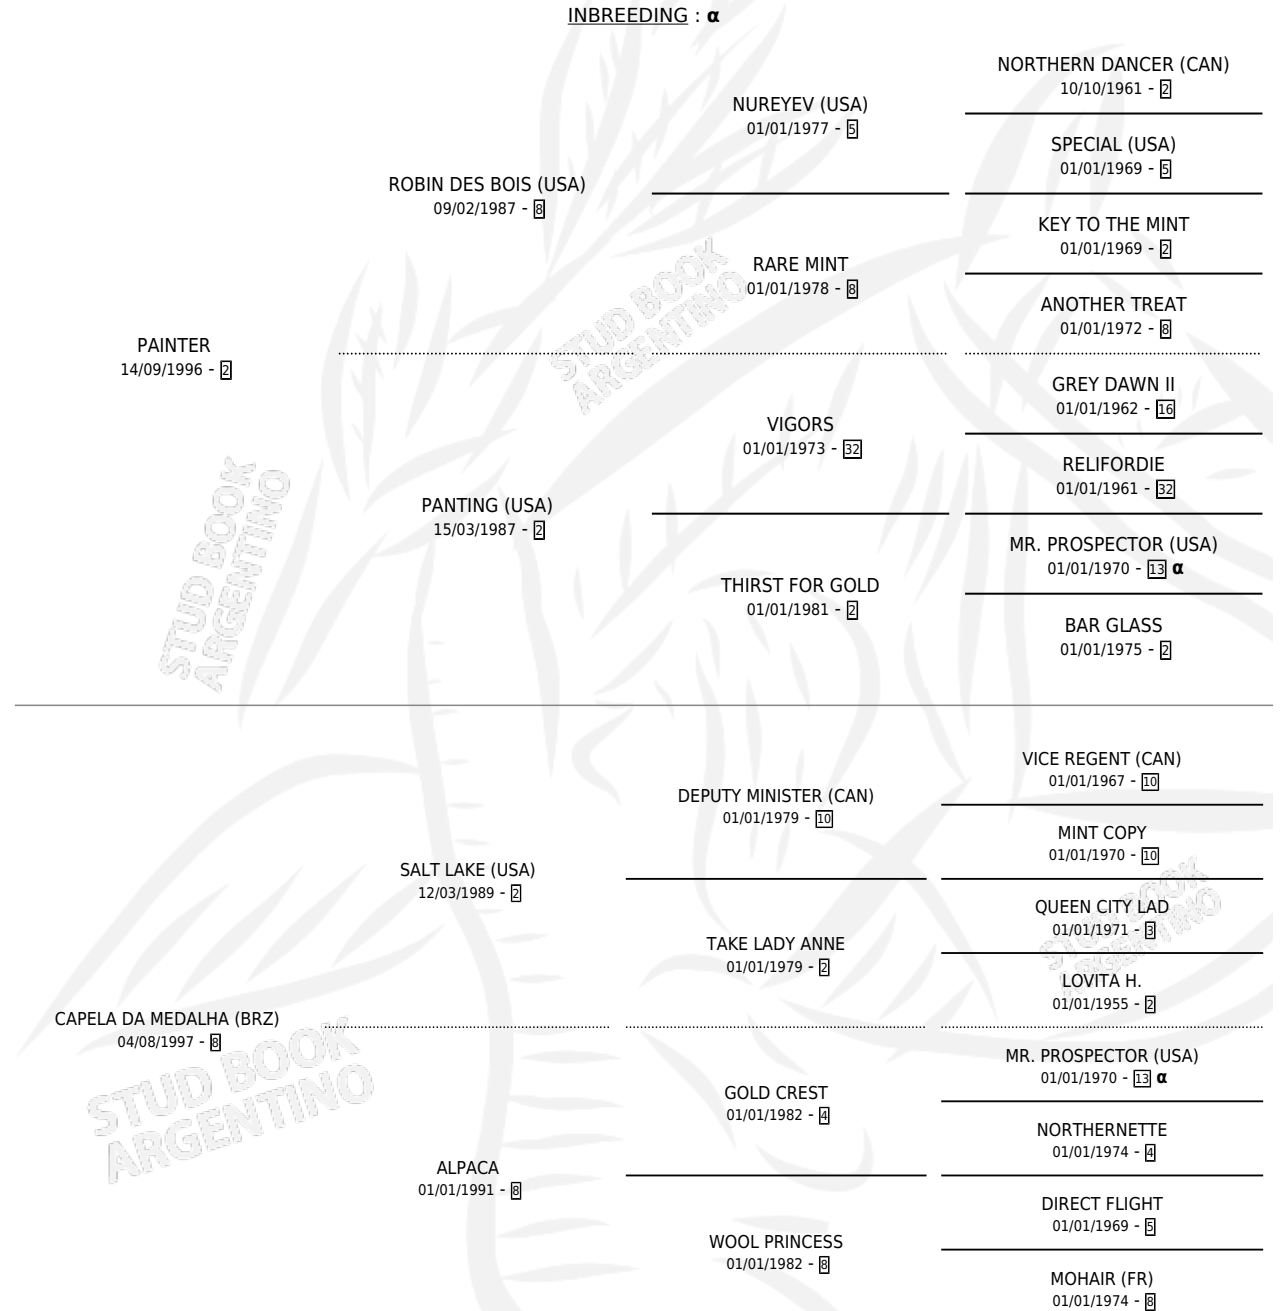 INBREEDING : α
NORTHERN DANCER (CAN)
10/10/1961 - 2
NUREYEV (USA)
01/01/1977 - 5
SPECIAL (USA)
01/01/1969 - 5
ROBIN DES BOIS (USA)
09/02/1987 - 8
KEY TO THE MINT
01/01/1969 - 2
RARE MINT
01/01/1978 - 8
ANOTHER TREAT
01/01/1972 - 8
PAINTER
14/09/1996 - 2
STUD BOOK
ARGENTINO
GREY DAWN II
01/01/1962 - 16
VIGORS
01/01/1973 - 32
RELIFORDIE
01/01/1961 - 32
PANTING (USA)
15/03/1987 - 2
MR. PROSPECTOR (USA)
01/01/1970 - 13 α
THIRST FOR GOLD
01/01/1981 - 2
BAR GLASS
01/01/1975 - 2
STUD BOOK
ARGENTINO
VICE REGENT (CAN)
01/01/1967 - 10
DEPUTY MINISTER (CAN)
01/01/1979 - 10
MINT COPY
01/01/1970 - 10
SALT LAKE (USA)
12/03/1989 - 2
QUEEN CITY LAD
01/01/1971 - 3
TAKE LADY ANNE
01/01/1979 - 2
LOVITA H.
01/01/1955 - 2
STUD BOOK
ARGENTINO
CAPELA DA MEDALHA (BRZ)
04/08/1997 - 8
MR. PROSPECTOR (USA)
01/01/1970 - 13 α
GOLD CREST
01/01/1982 - 4
NORTHERNETTE
01/01/1974 - 4
STUD BOOK
ARGENTINO
ALPACA
01/01/1991 - 8
DIRECT FLIGHT
01/01/1969 - 5
WOOL PRINCESS
01/01/1982 - 8
MOHAIR (FR)
01/01/1974 - 8